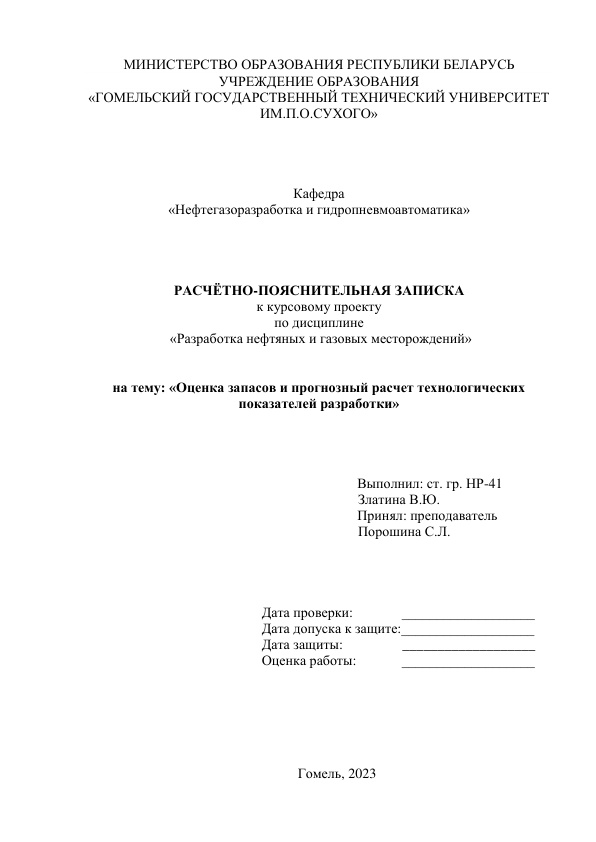 МИНИСТЕРСТВО ОБРАЗОВАНИЯ РЕСПУБЛИКИ БЕЛАРУСЬ
УЧРЕЖДЕНИЕ ОБРАЗОВАНИЯ
«ГОМЕЛЬСКИЙ ГОСУДАРСТВЕННЫЙ ТЕХНИЧЕСКИЙ УНИВЕРСИТЕТ
ИМ.П.О.СУХОГО»
Кафедра
«Нефтегазоразработка и гидропневмоавтоматика»
РАСЧЁТНО-ПОЯСНИТЕЛЬНАЯ ЗАПИСКА
к курсовому проекту
по дисциплине
«Разработка нефтяных и газовых месторождений»
на тему: «Оценка запасов и прогнозный расчет технологических
показателей разработки»
Выполнил: ст. гр. НР-41
Златина В.Ю.
Принял: преподаватель
Порошина С.Л.
Дата проверки: ___________________
Дата допуска к защите:___________________
Дата защиты: ___________________
Оценка работы: ___________________
Гомель, 2023